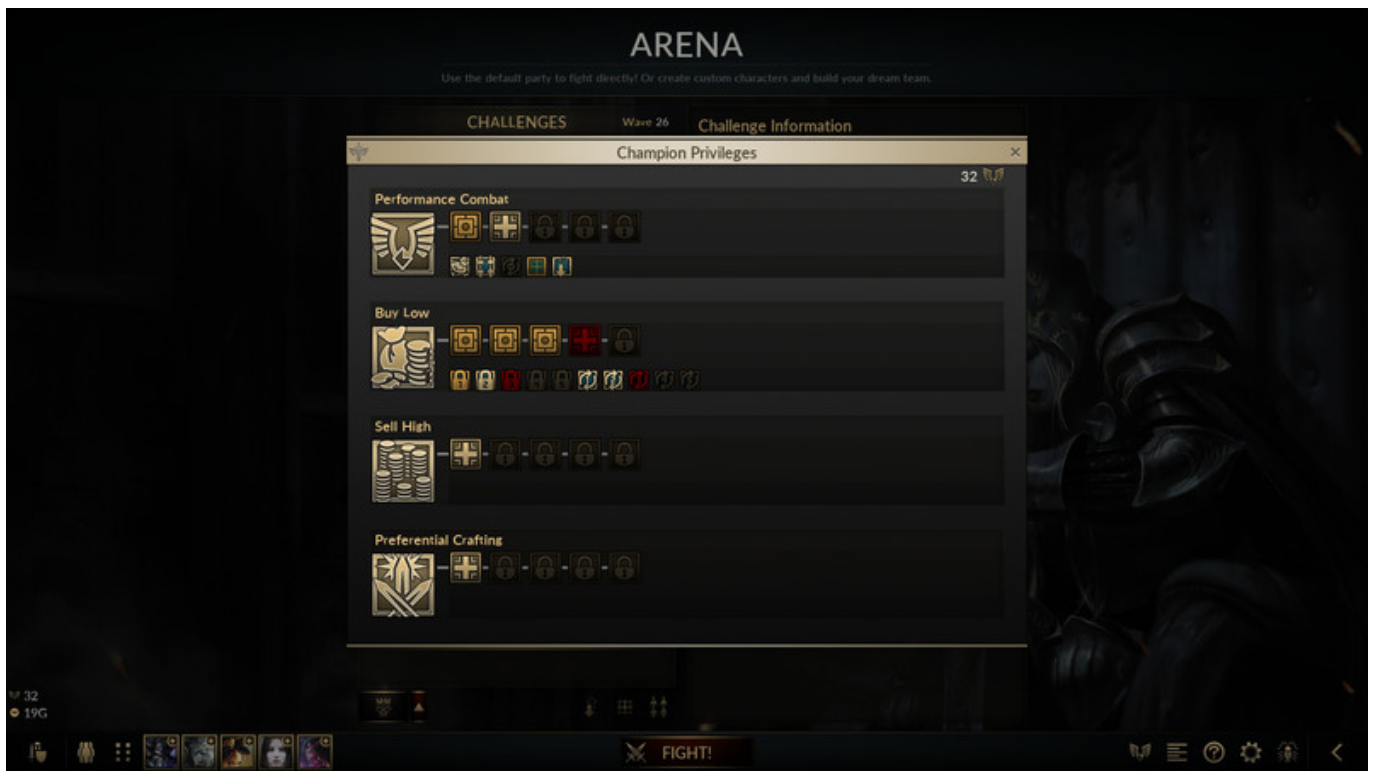 ARENA
Use the default party to fight directly! Or create custom characters and build your dream team.
CHALLENGES
Wave 26
Challenge Information
Champion Privileges
32
Performance Combat
Buy Low
Sell High
Preferential Crafting
32
19G
FIGHT!